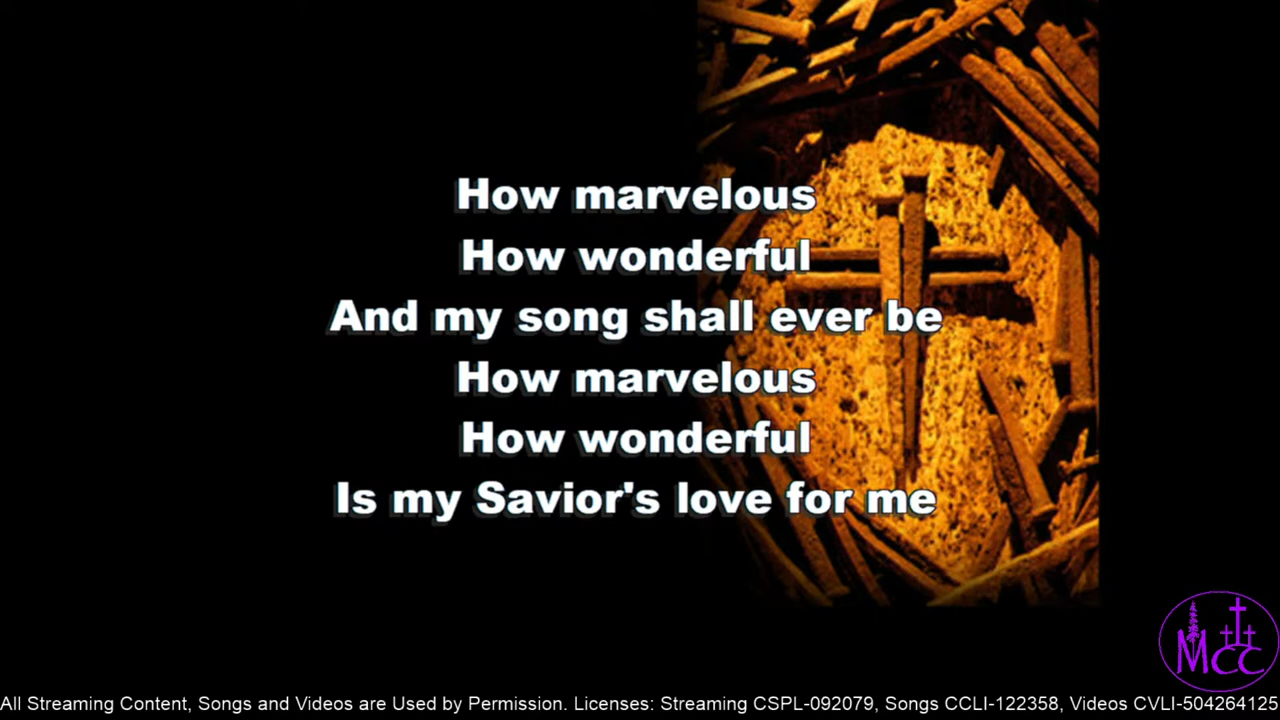 How marvelous
How wonderful
And my song shall ever be
How marvelous
How wonderful
Is my Savior's love for me
MCC
All Streaming Content, Songs and Videos are Used by Permission. Licenses: Streaming CSPL-092079, Songs CCLI-122358, Videos CVLI-504264125